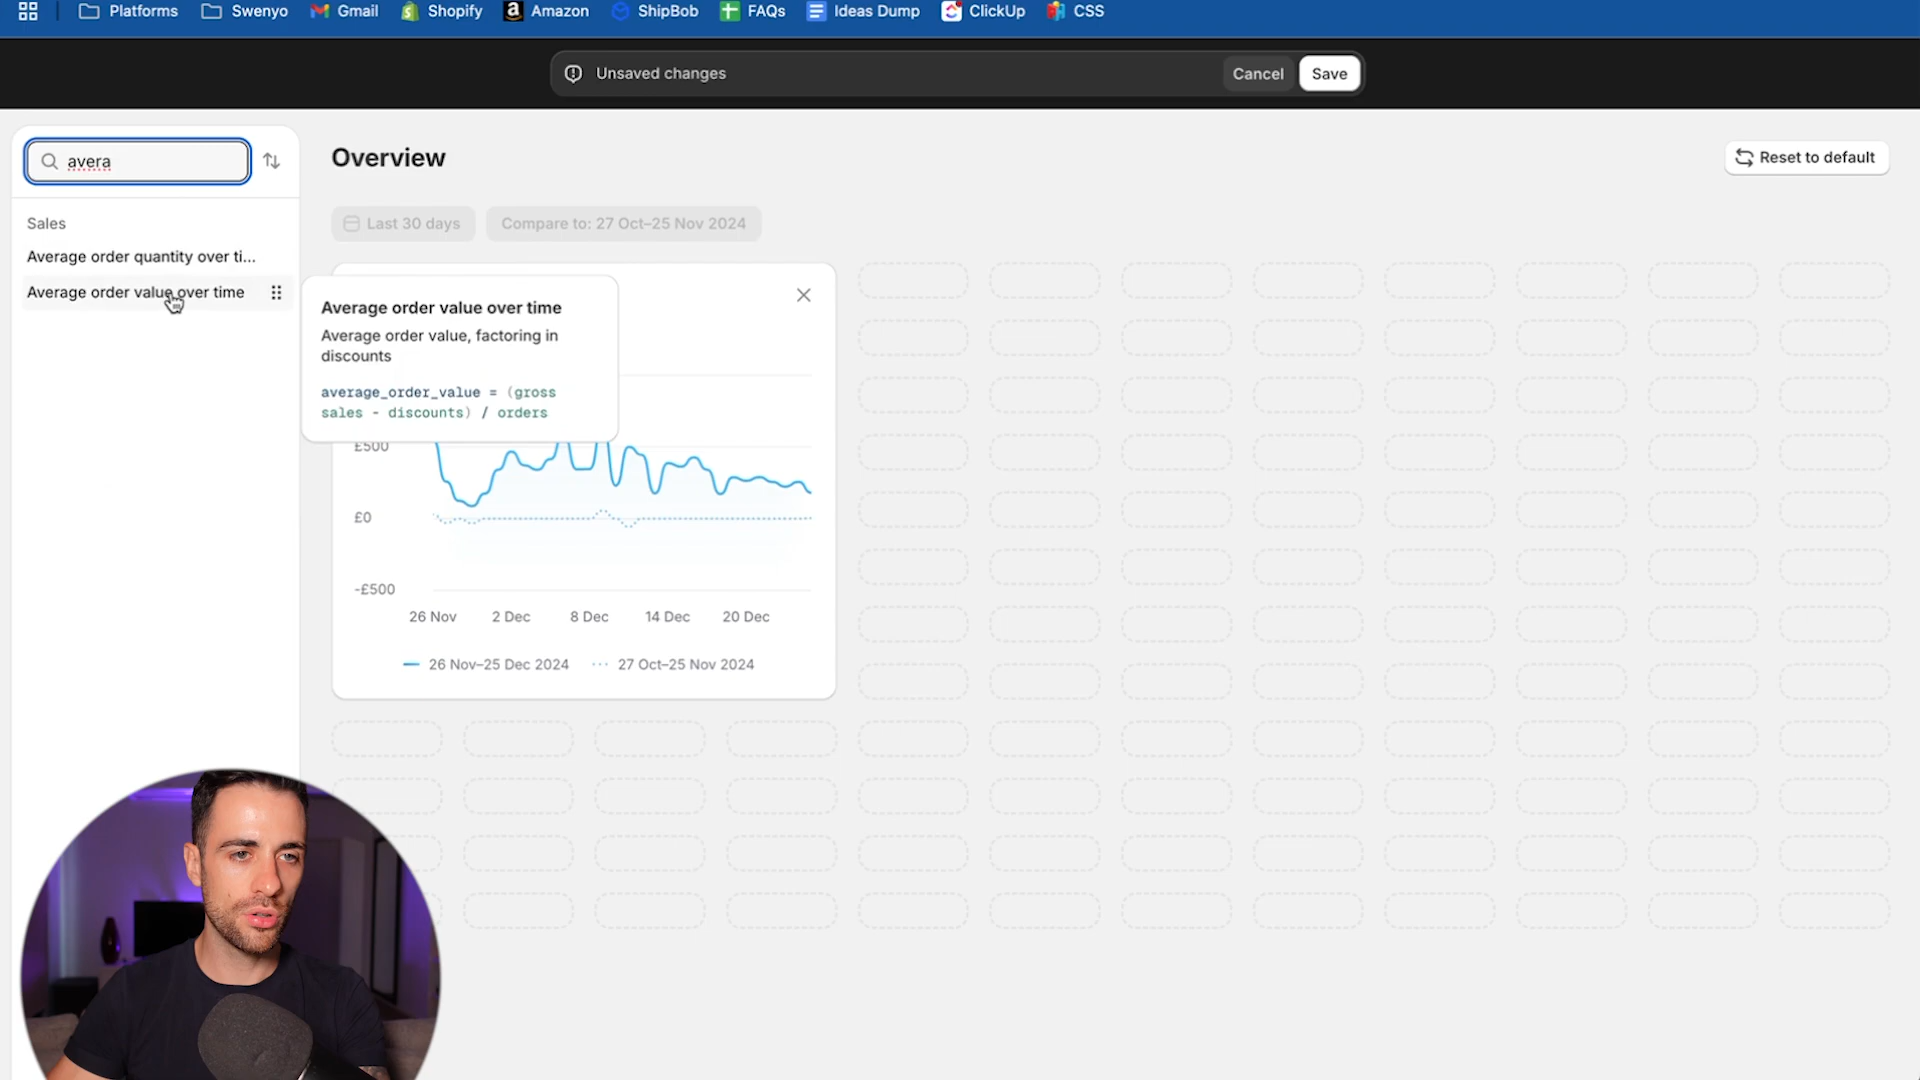 Platforms Swenyo Gmail Shopify Amazon ShipBob FAQs Ideas Dump ClickUp CSS
Unsaved changes Cancel Save
avera
Overview
Reset to default
Last 30 days Compare to: 27 Oct–25 Nov 2024
Sales
Average order quantity over ti...
Average order value over time
Average order value over time
Average order value, factoring in
discounts
average_order_value = (gross
sales - discounts) / orders
£500
£0
-£500
26 Nov 2 Dec 8 Dec 14 Dec 20 Dec
26 Nov–25 Dec 2024 27 Oct–25 Nov 2024